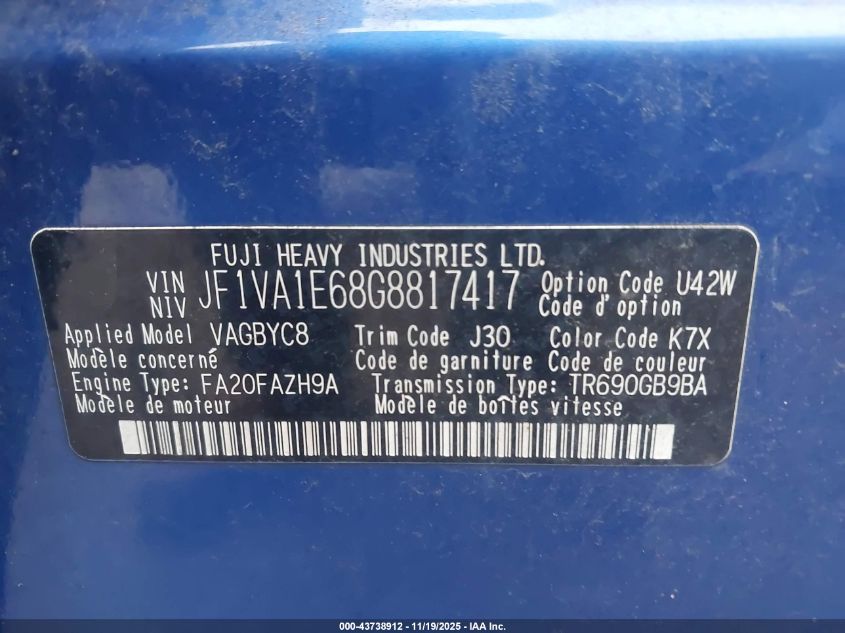 FUJI HEAVY INDUSTRIES LTD.
VIN
NIV
JF1VA1E68G8817417
Option Code U42W
Code d'option
Applied Model VAGBYC8
Modèle concerné
Trim Code J30
Code de garniture
Color Code K7X
Code de couleur
Engine Type: FA20FAZH9A
Modèle de moteur
Transmission Type: TR690GB9BA
Modèle de boîtes vitesse
000-43738912 - 11/19/2025 - IAA Inc.